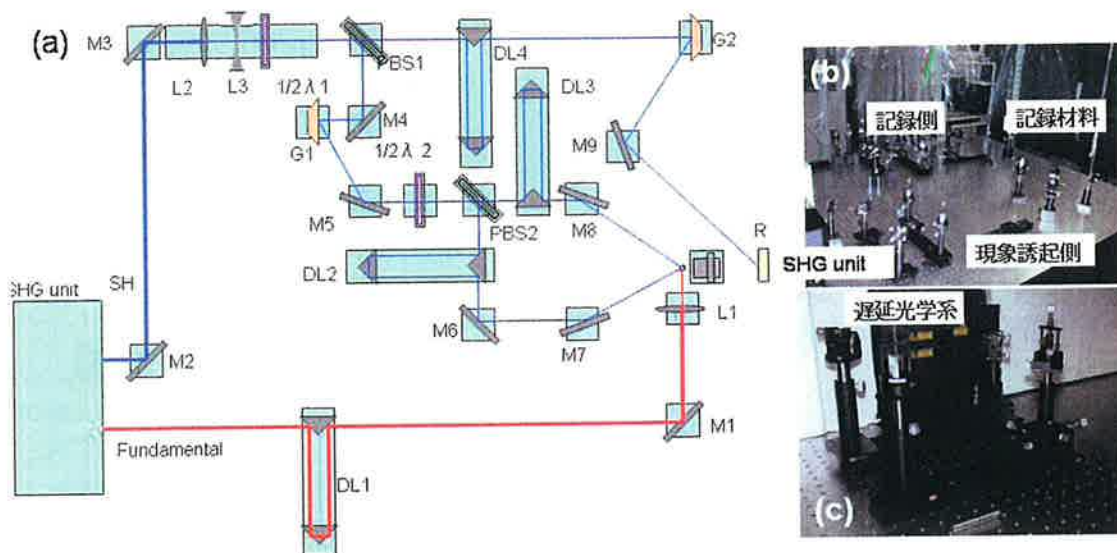 (a)
M3
L2
L3
1/2 λ 1
PBS1
DL4
G2
DL3
M4
G1
1/2 λ 2
M9
M5
PBS2
M8
R
SHG unit
DL2
SH
SHG unit
L1
M6
M7
M2
M1
Fundamental
DL1
(b)
記録側
記録材料
現象誘起側
遅延光学系
(c)